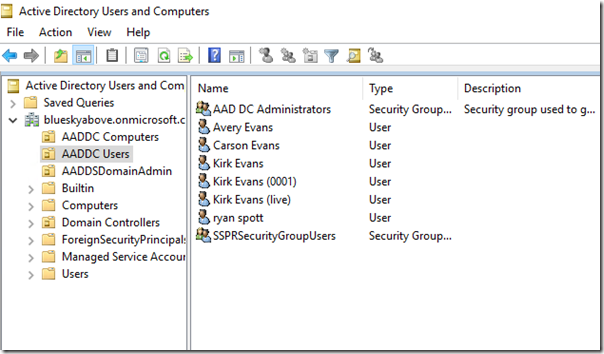 Active Directory Users and Computers
File Action View Help
Active Directory Users and Com
Saved Queries
blueskyabove.onmicrosoft.c
AADDC Computers
AADDC Users
AADDSDomainAdmin
Builtin
Computers
Domain Controllers
ForeignSecurityPrincipals
Managed Service Accour
Users
Name Type Description
AAD DC Administrators Security Group... Security group used to g...
Avery Evans User
Carson Evans User
Kirk Evans User
Kirk Evans (0001) User
Kirk Evans (live) User
ryan spott User
SSPRSecurityGroupUsers Security Group...